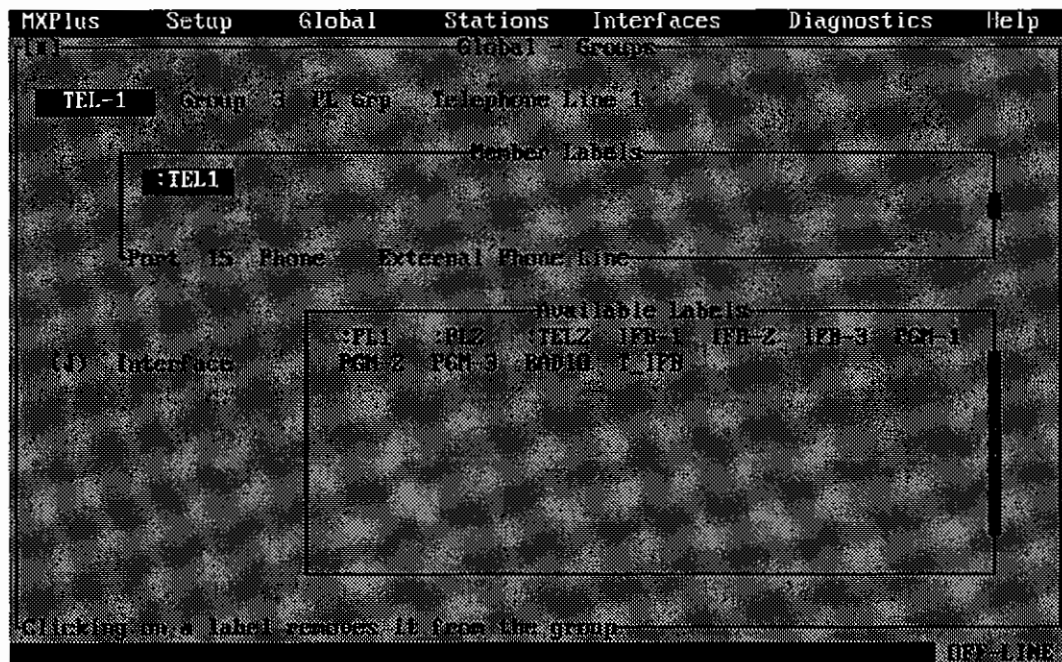 MXPlus Setup Global Stations Interfaces Diagnostics Help
[x] Global - Groups
TEL-1 Group 3 PL Grp Telephone Line 1
Member Labels
:TEL1
Port 15 Phone External Phone Line
Available Labels
:PL1 :PL2 :TEL2 IFB-1 IFB-2 IFB-3 PGM-1
(J) Interface PGM-2 PGM-3 RADIO T_IFB
Clicking on a label removes it from the group
OFF-LINE